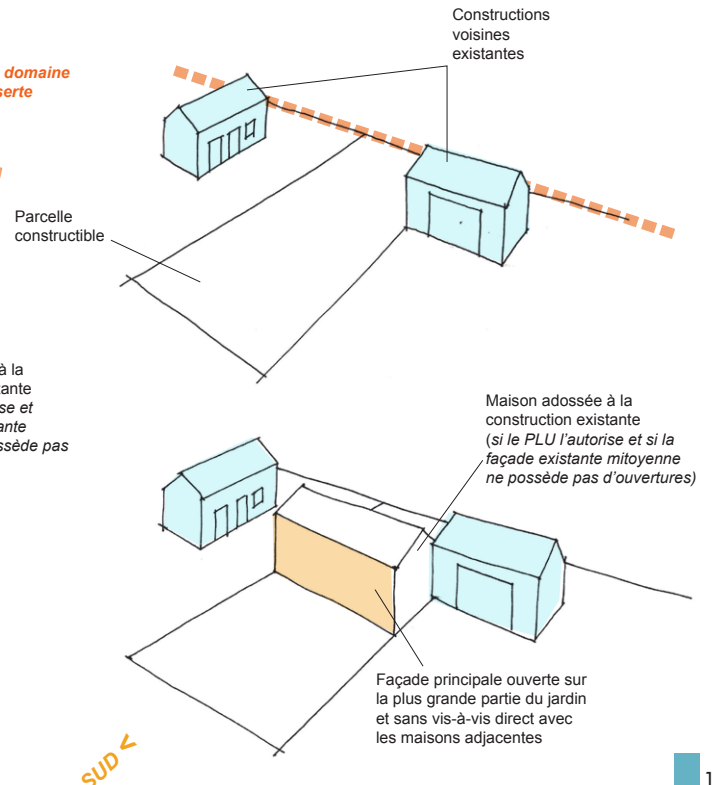 Constructions
voisines
existantes
domaine
serte
Parcelle
constructible
à la
tante
se et
ante
ssède pas
Maison adossée à la
construction existante
(si le PLU l’autorise et si la
façade existante mitoyenne
ne possède pas d’ouvertures)
Façade principale ouverte sur
la plus grande partie du jardin
et sans vis-à-vis direct avec
les maisons adjacentes
SUD <
1